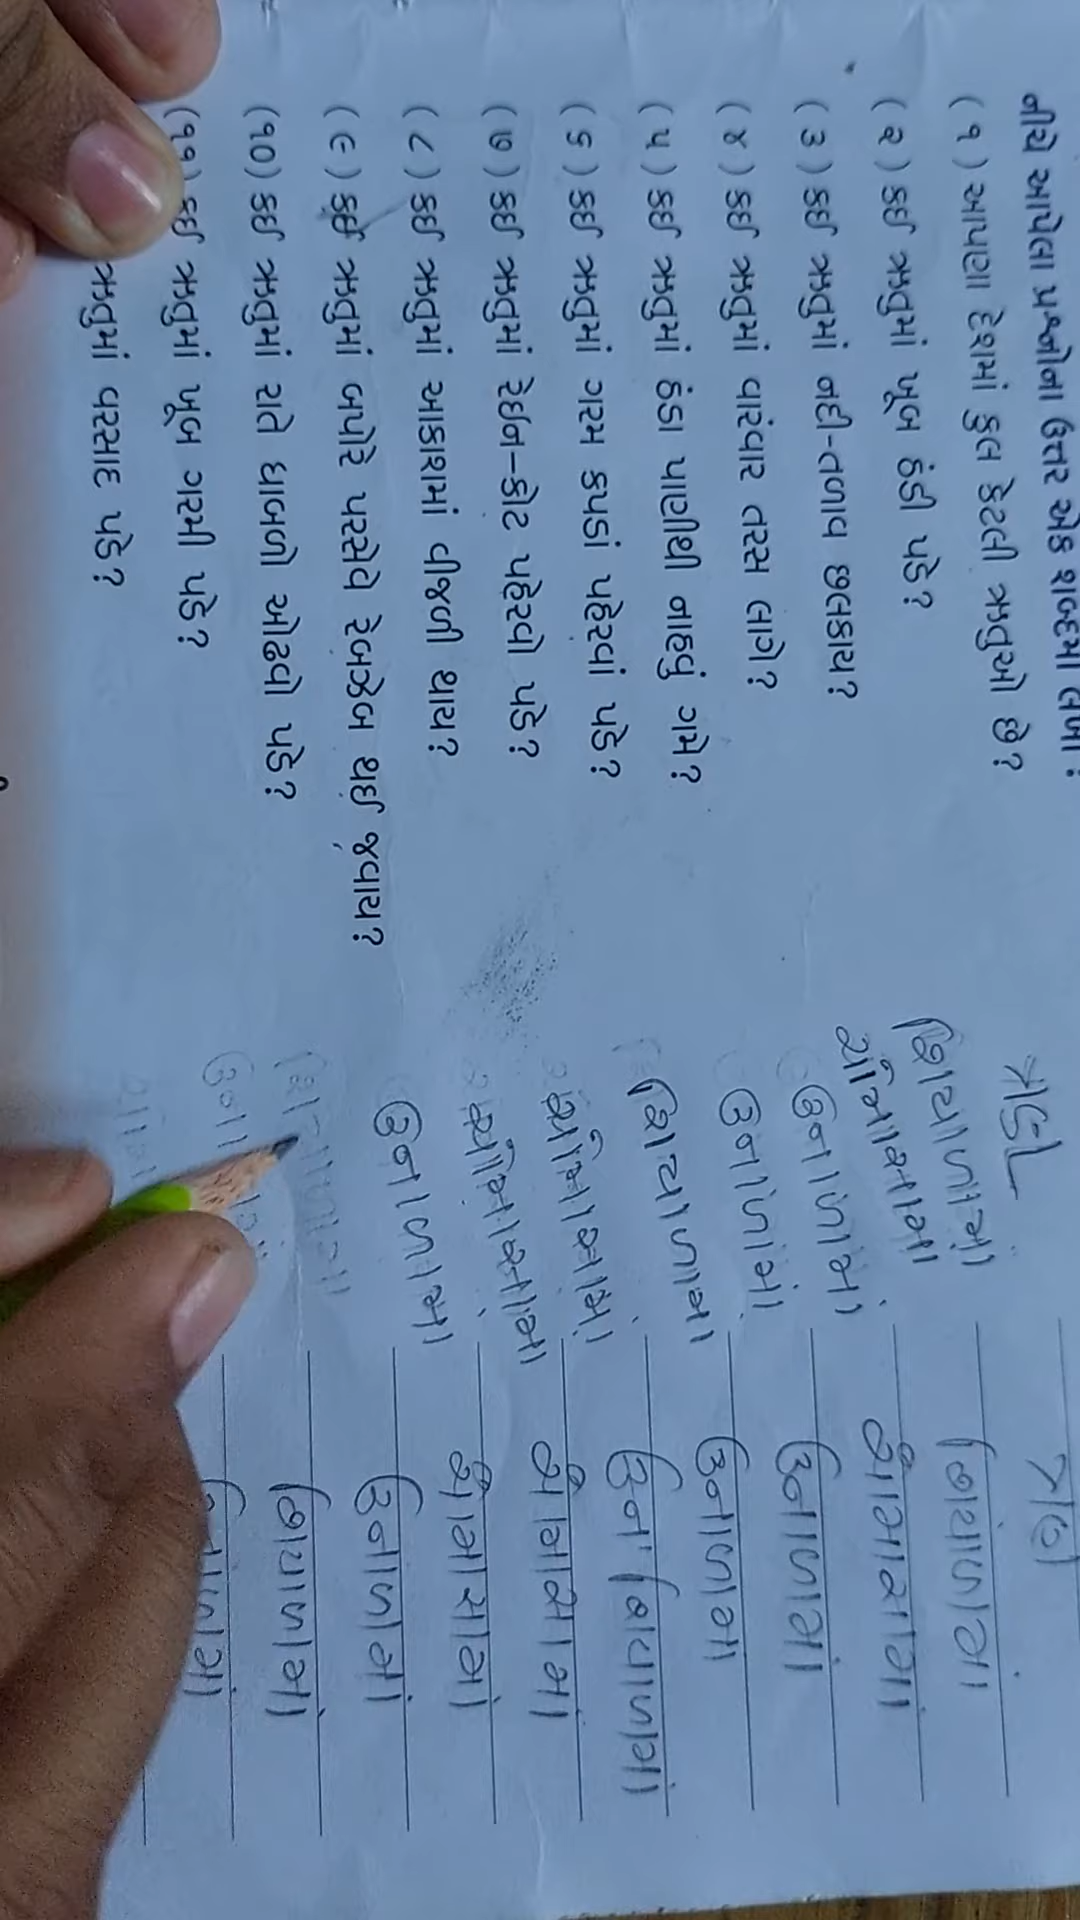 નીચે આપેલા પ્રશ્નોના ઉત્તર એક શબ્દમાં લખો :
(૧) આપણા દેશમાં કુલ કેટલી ઋતુઓ છે? ત્રણ
(૨) કઈ ઋતુમાં ખૂબ ઠંડી પડે? શિયાળામાં શિયાળામાં
(૩) કઈ ઋતુમાં નદી-તળાવ છલકાય? ચોમાસામાં
(૪) કઈ ઋતુમાં વારંવાર તરસ લાગે? ઉનાળામાં ઉનાળામાં
(૫) કઈ ઋતુમાં ઠંડા પાણીથી નાહવું ગમે? ઉનાળામાં ઉનાળામાં
(૬) કઈ ઋતુમાં ગરમ કપડાં પહેરવાં પડે? શિયાળામાં શિયાળામાં
(૭) કઈ ઋતુમાં રેઇન-કોટ પહેરવો પડે? ચોમાસામાં
(૮) કઈ ઋતુમાં આકાશમાં વીજળી થાય? ચોમાસામાં
(૯) કઈ ઋતુમાં બપોરે પરસેવે રેબઝેબ થઈ જવાય? ઉનાળામાં ઉનાળામાં
(૧૦) કઈ ઋતુમાં રાતે ધાબળો ઓઢવો પડે? શિયાળામાં
(૧૧) કઈ ઋતુમાં ખૂબ ગરમી પડે?
ઋતુમાં વરસાદ પડે?